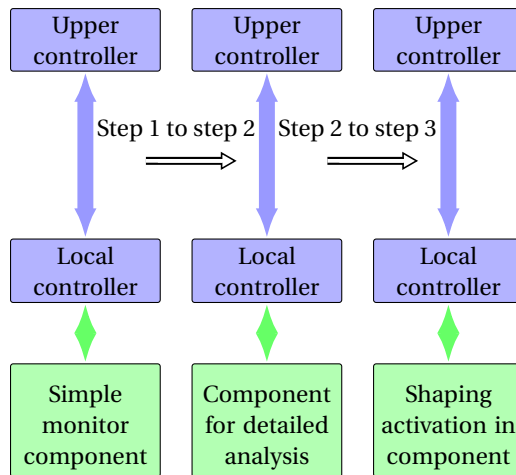 Upper
controller
Upper
controller
Upper
controller
Step 1 to step 2
Step 2 to step 3
Local
controller
Local
controller
Local
controller
Simple
monitor
component
Component
for detailed
analysis
Shaping
activation in
component